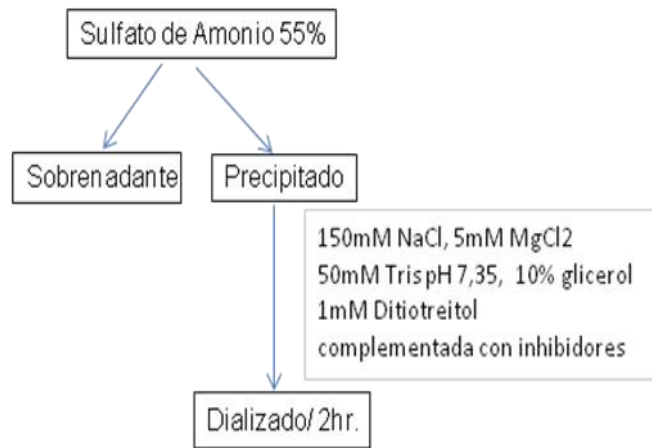 Sulfato de Amonio 55%
Sobrenadante
Precipitado
150mM NaCl, 5mM MgCl2
50mM Tris pH 7,35, 10% glicerol
1mM Ditiotreitol
complementada con inhibidores
Dializado/ 2hr.